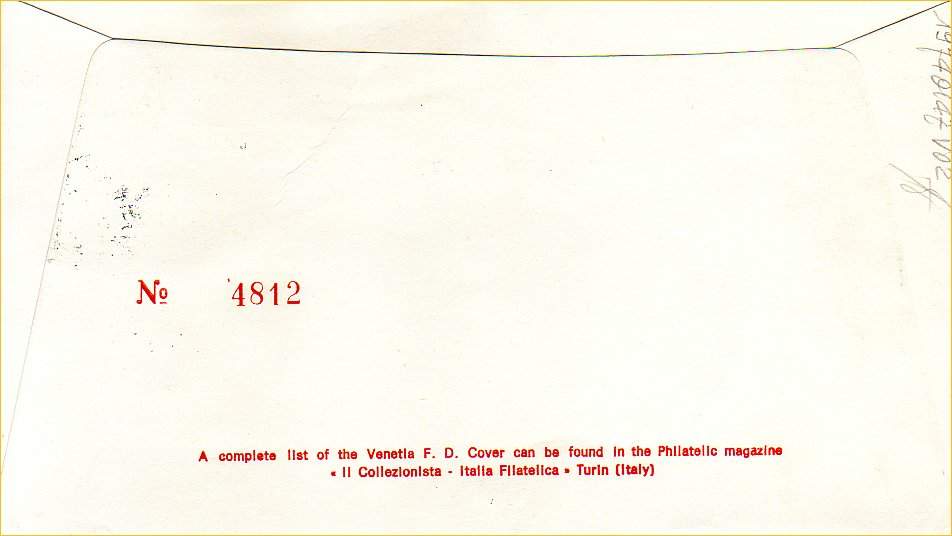 № 4812
A complete list of the Venetia F. D. Cover can be found in the Philatelic magazine
« Il Collezionista - Italia Filatelica » Turin (Italy)